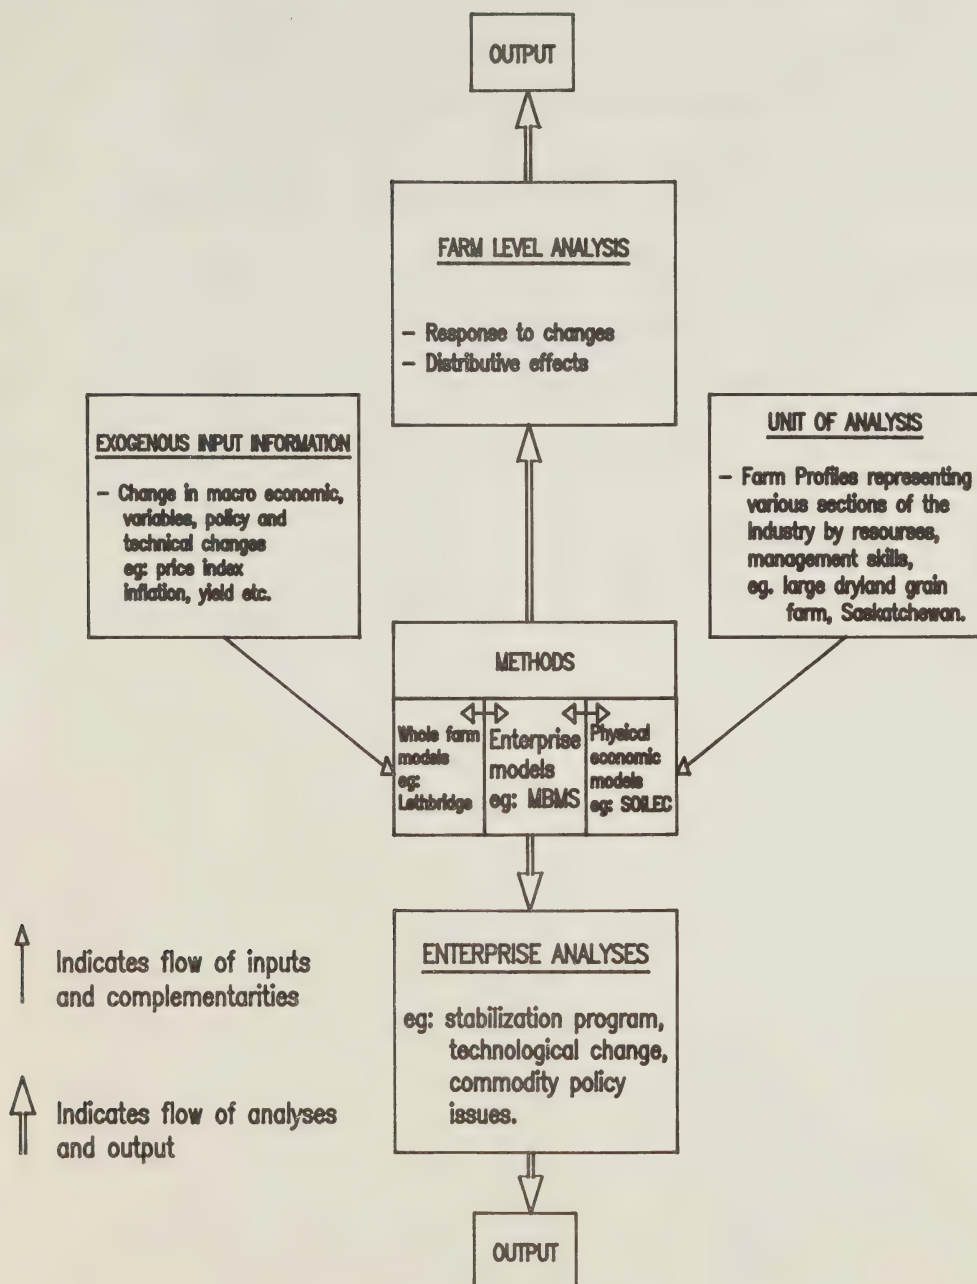 OUTPUT
FARM LEVEL ANALYSIS
- Response to changes
- Distributive effects
EXOGENOUS INPUT INFORMATION
- Change in macro economic,
variables, policy and
technical changes
eg: price index
inflation, yield etc.
UNIT OF ANALYSIS
- Farm Profiles representing
various sections of the
industry by resourses,
management skills,
eg. large dryland grain
farm, Saskatchewan.
METHODS
Whole farm
models
eg:
Lethbridge
Enterprise
models
eg: MBMS
Physical
economic
models
eg: SOILEC
ENTERPRISE ANALYSES
eg: stabilization program,
technological change,
commodity policy
issues.
Indicates flow of inputs
and complementarities
Indicates flow of analyses
and output
OUTPUT